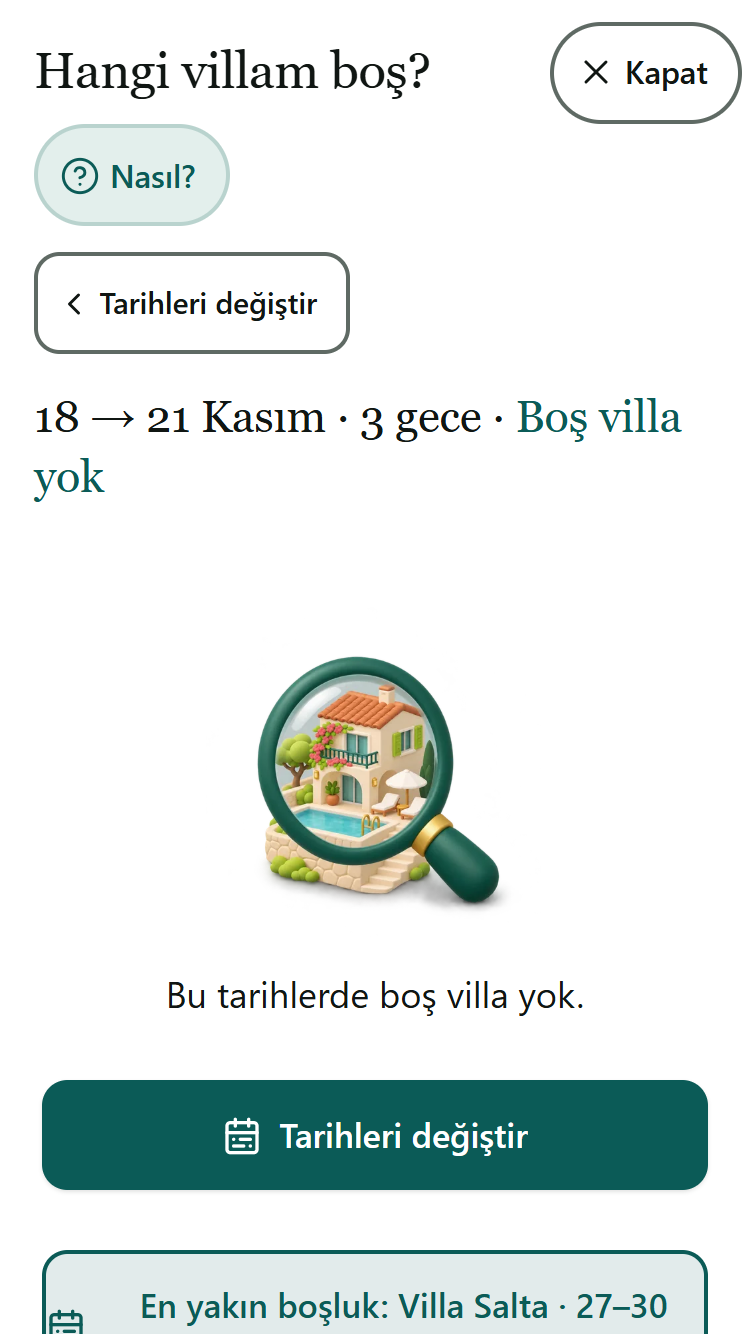 Hangi villam boş?
Kapat
Nasıl?
Tarihleri değiştir
18 → 21 Kasım · 3 gece · Boş villa
yok
Bu tarihlerde boş villa yok.
Tarihleri değiştir
En yakın boşluk: Villa Salta · 27–30